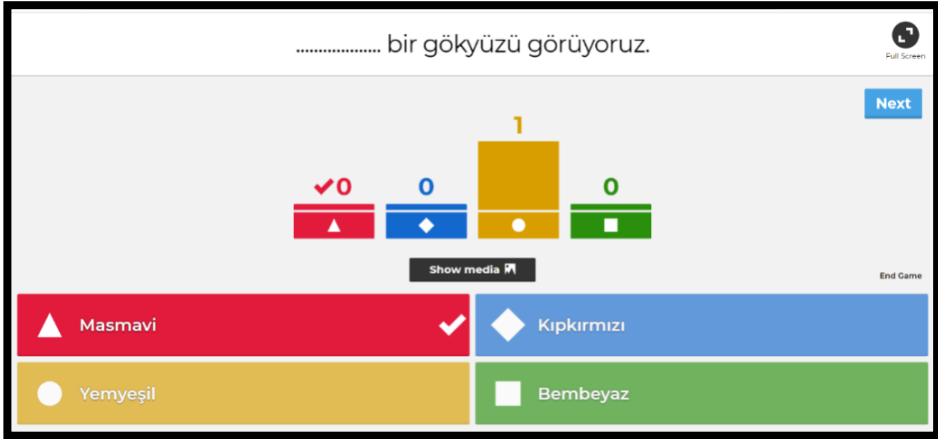 ................... bir gökyüzü görüyoruz.
Full Screen
Next
1
0
0
0
Show media
End Game
Masmavi
Kıpkırmızı
Yemyeşil
Bembeyaz